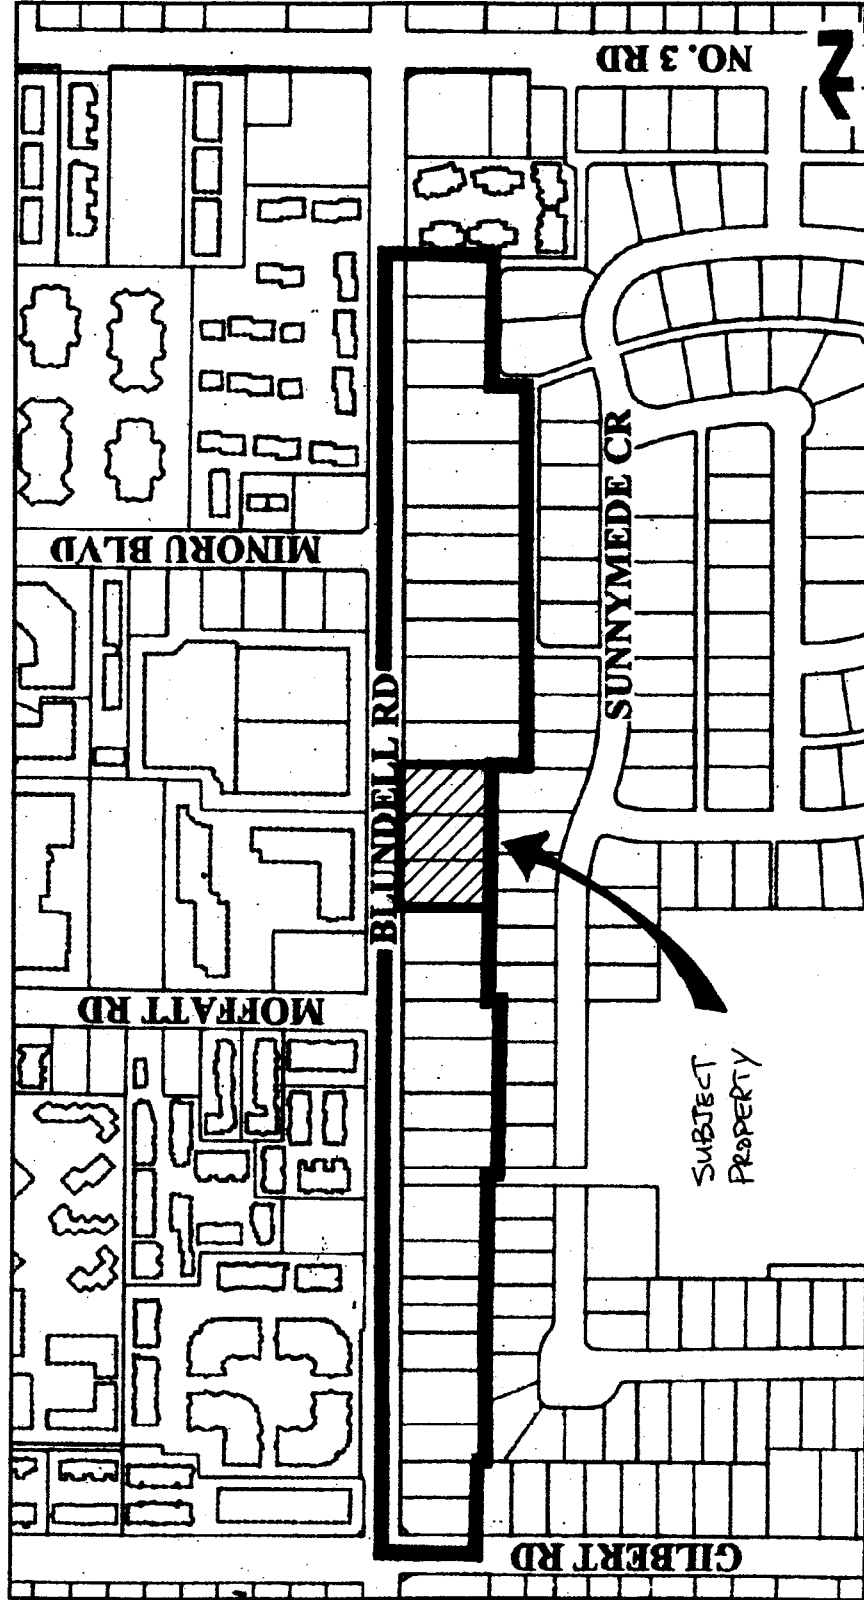 NO. 3 RD
N
MINORU BLVD
SUNNYMEDE CR
BLUNDELL RD
MOFFATT RD
SUBJECT
PROPERTY
GILBERT RD